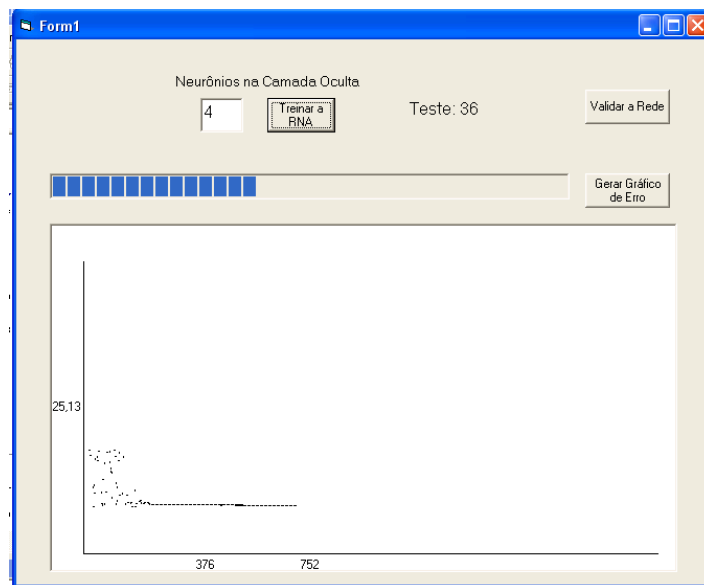 Form1
Neurônios na Camada Oculta
4
Treinar a
RNA
Teste: 36
Validar a Rede
Gerar Gráfico
de Erro
25,13
376
752